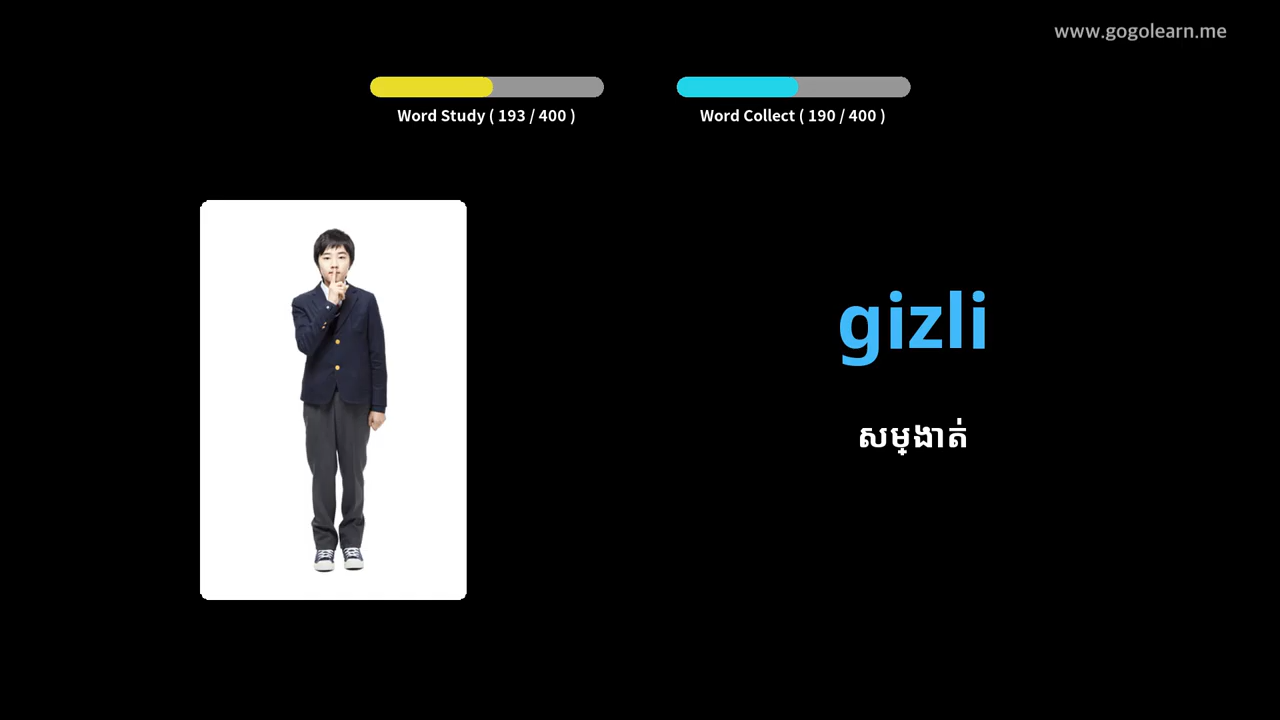 www.gogolearn.me
Word Study ( 193 / 400 )
Word Collect ( 190 / 400 )
gizli
សម្ងាត់